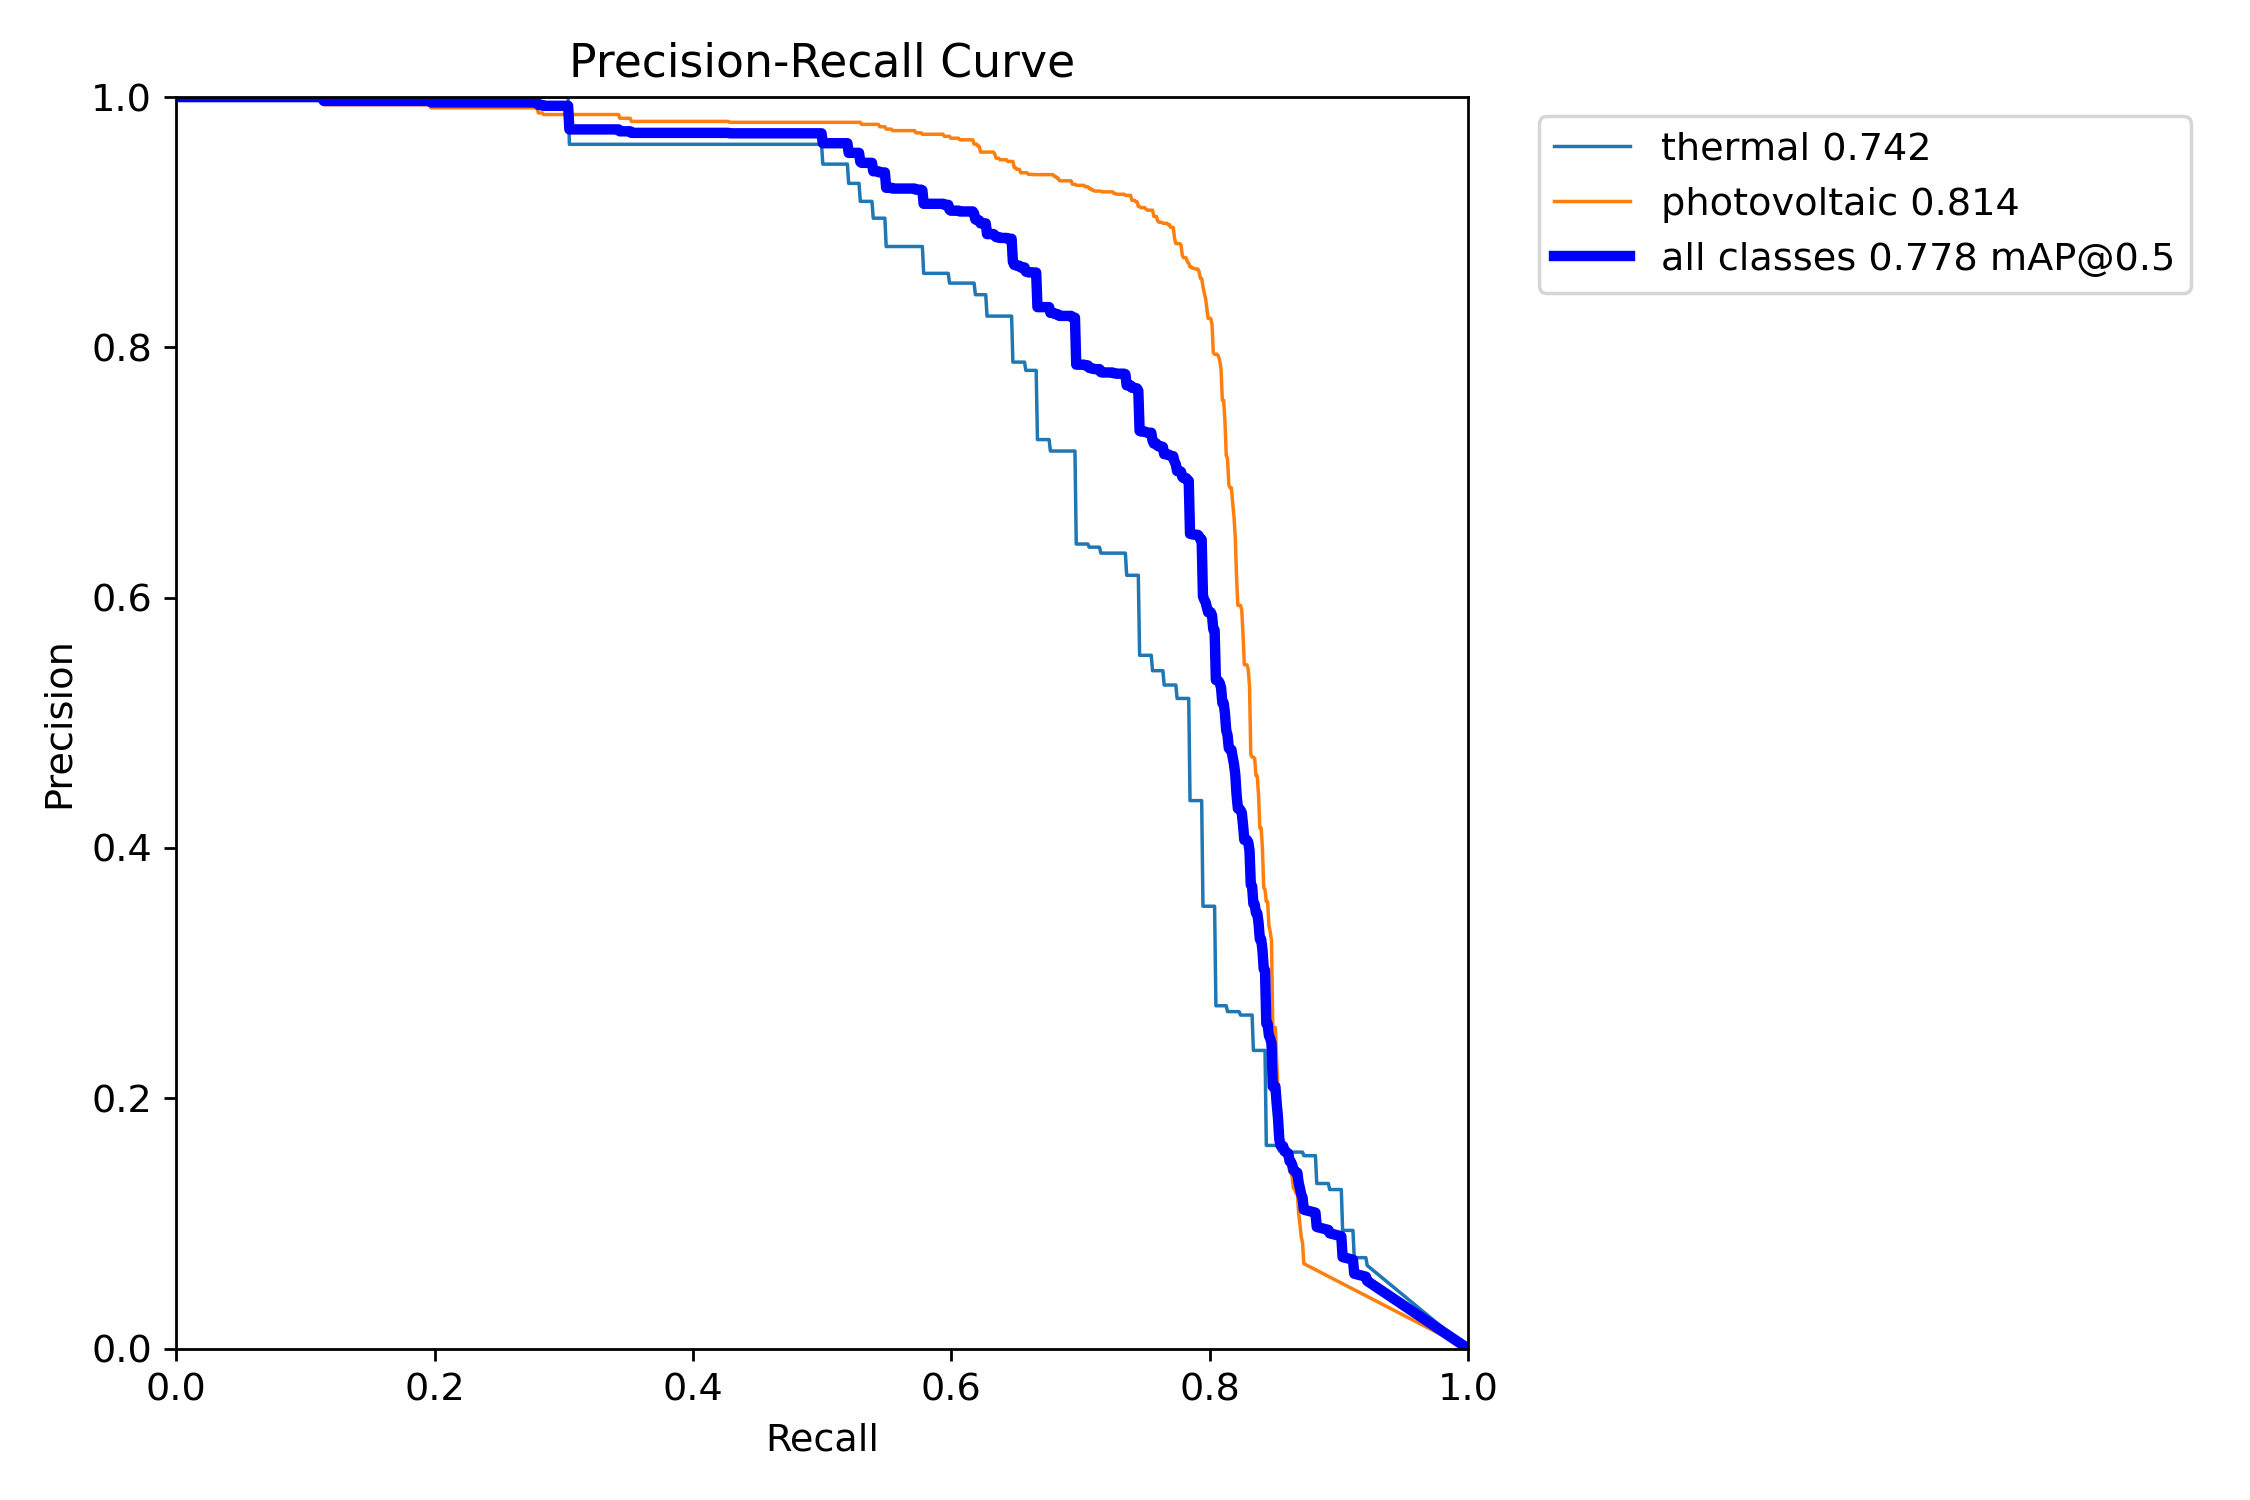 Precision-Recall Curve
thermal 0.742
photovoltaic 0.814
all classes 0.778 mAP@0.5
1.0
0.8
0.6
0.4
0.2
0.0
Precision
0.0 0.2 0.4 0.6 0.8 1.0
Recall